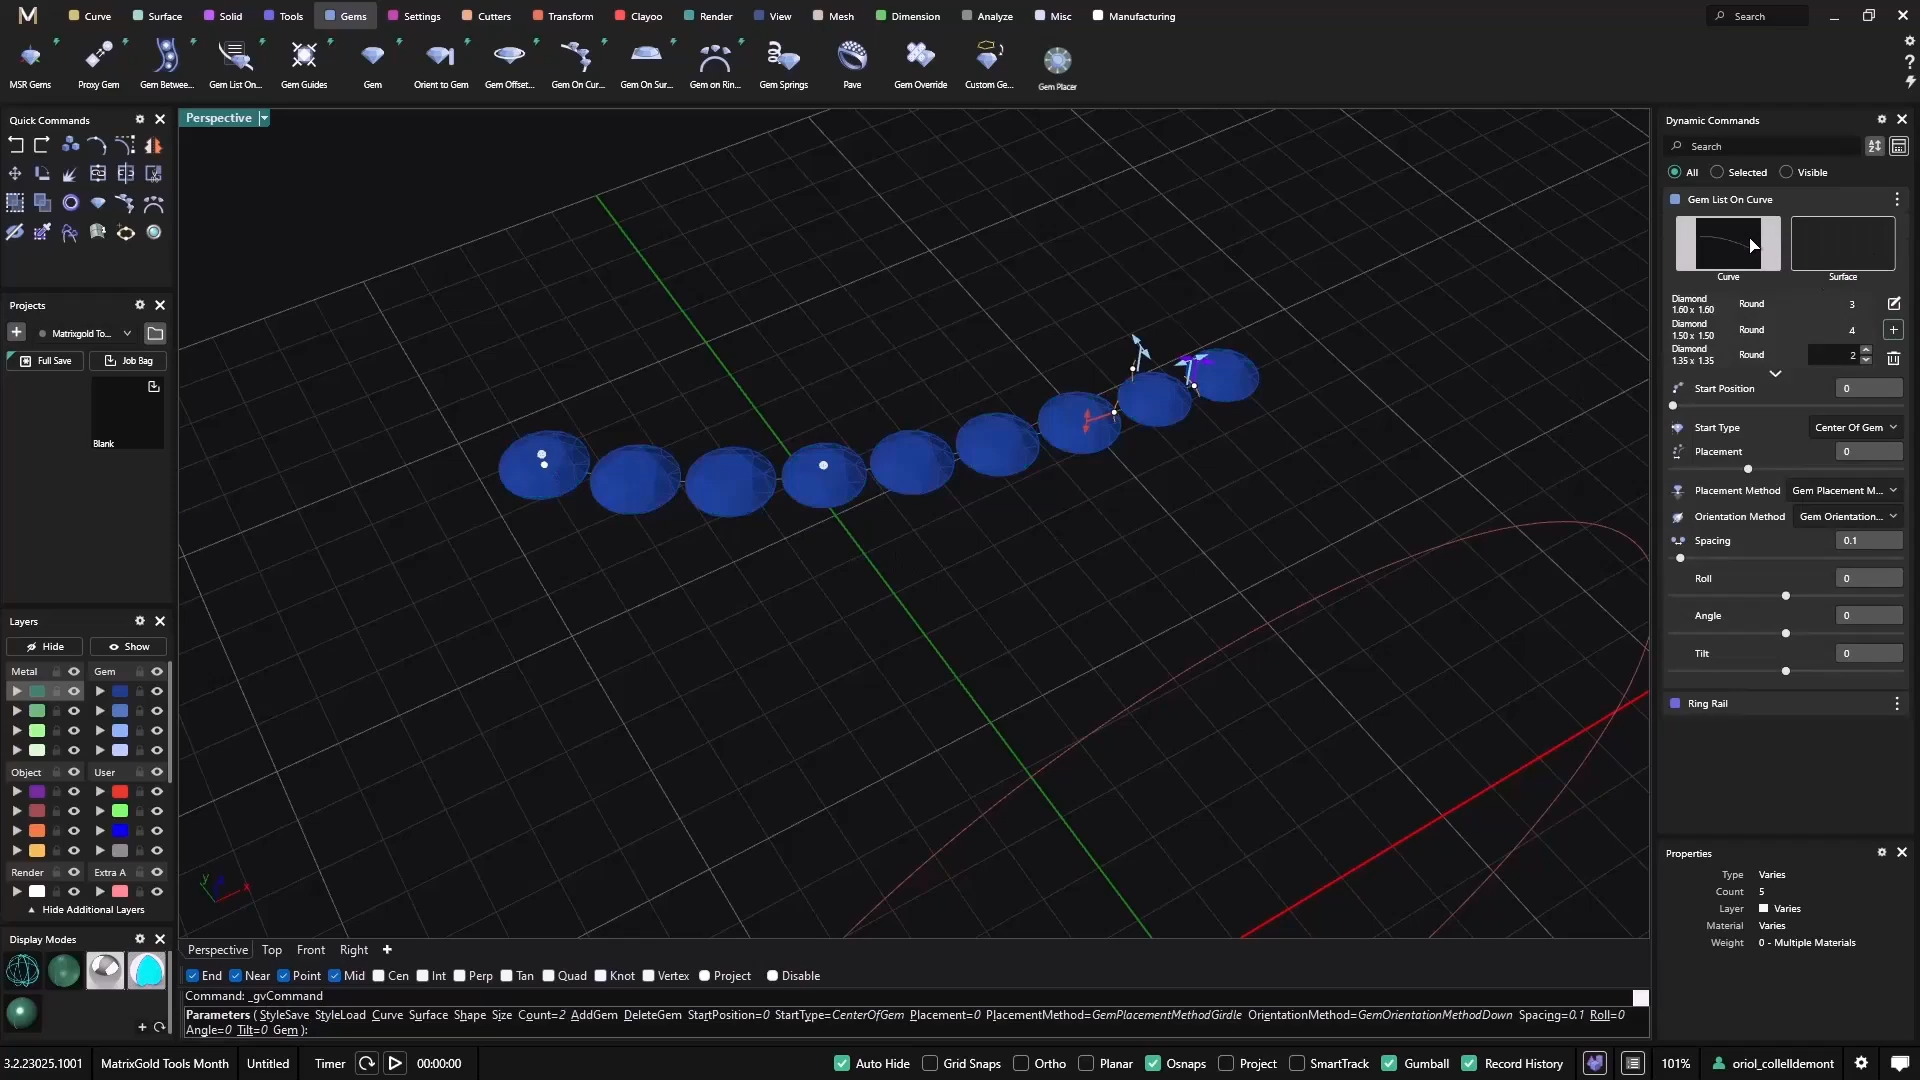 Curve Surface Solid Tools Gems Settings Cutters Transform Clayoo Render View Mesh Dimension Analyze Misc Manufacturing Search
MSR Gems Proxy Gem Gem Betwee... Gem List On... Gem Guides Gem Orient to Gem Gem Offset... Gem On Cur... Gem On Sur... Gem on Rin... Gem Springs Pave Gem Override Custom Ge... Gem Placer
Quick Commands
Perspective
Dynamic Commands
Search
All Selected Visible
Gem List On Curve
Curve Surface
Diamond
1.60 x 1.60 Round 3
Diamond
1.50 x 1.50 Round 4
Diamond
1.35 x 1.35 Round 2
Start Position 0
Start Type Center Of Gem
Placement 0
Placement Method Gem Placement M...
Orientation Method Gem Orientation...
Spacing 0.1
Roll 0
Angle 0
Tilt 0
Ring Rail
Projects
Matrixgold To...
Full Save Job Bag
Blank
Layers
Hide Show
Metal Gem
Object User
Render Extra A
Hide Additional Layers
Display Modes
Properties
Type Varies
Count 5
Layer Varies
Material Varies
Weight 0 - Multiple Materials
y x
Perspective Top Front Right
End Near Point Mid Cen Int Perp Tan Quad Knot Vertex Project Disable
Command: _gvCommand
Parameters ( StyleSave StyleLoad Curve Surface Shape Size Count=2 AddGem DeleteGem StartPosition=0 StartType=CenterOfGem Placement=0 PlacementMethod=GemPlacementMethodGirdle OrientationMethod=GemOrientationMethodDown Spacing=0.1 Roll=0
Angle=0 Tilt=0 Gem ):
3.2.23025.1001 MatrixGold Tools Month Untitled Timer 00:00:00 Auto Hide Grid Snaps Ortho Planar Osnaps Project SmartTrack Gumball Record History 101% oriol_collelldemont